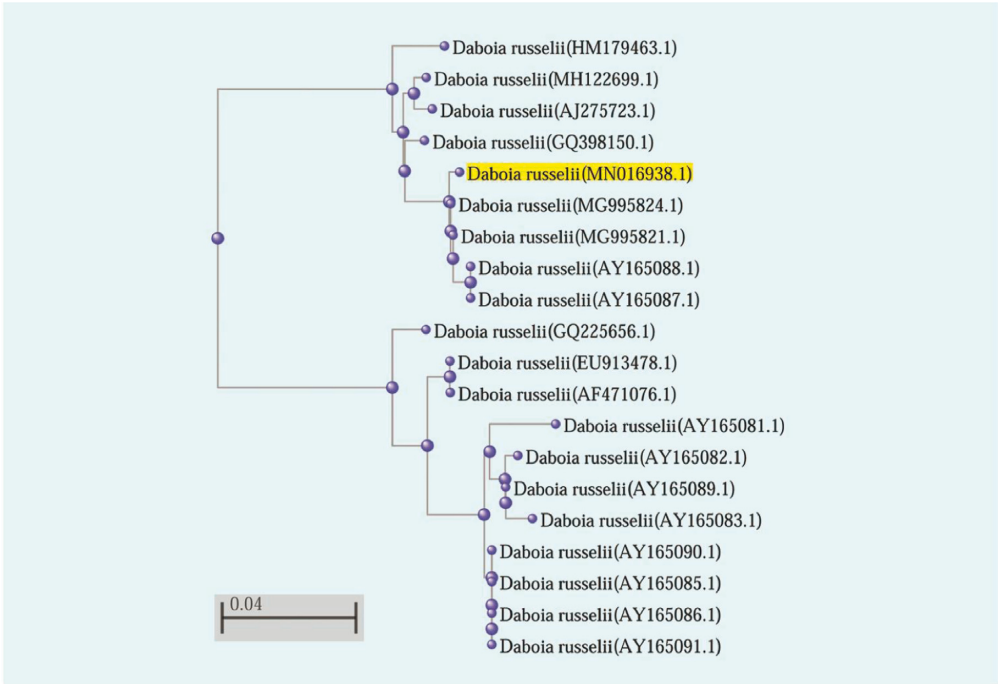 Daboia russelii(HM179463.1)
Daboia russelii(MH122699.1)
Daboia russelii(AJ275723.1)
Daboia russelii(GQ398150.1)
Daboia russelii(MN016938.1)
Daboia russelii(MG995824.1)
Daboia russelii(MG995821.1)
Daboia russelii(AY165088.1)
Daboia russelii(AY165087.1)
Daboia russelii(GQ225656.1)
Daboia russelii(EU913478.1)
Daboia russelii(AF471076.1)
Daboia russelii(AY165081.1)
Daboia russelii(AY165082.1)
Daboia russelii(AY165089.1)
Daboia russelii(AY165083.1)
Daboia russelii(AY165090.1)
Daboia russelii(AY165085.1)
Daboia russelii(AY165086.1)
Daboia russelii(AY165091.1)
0.04